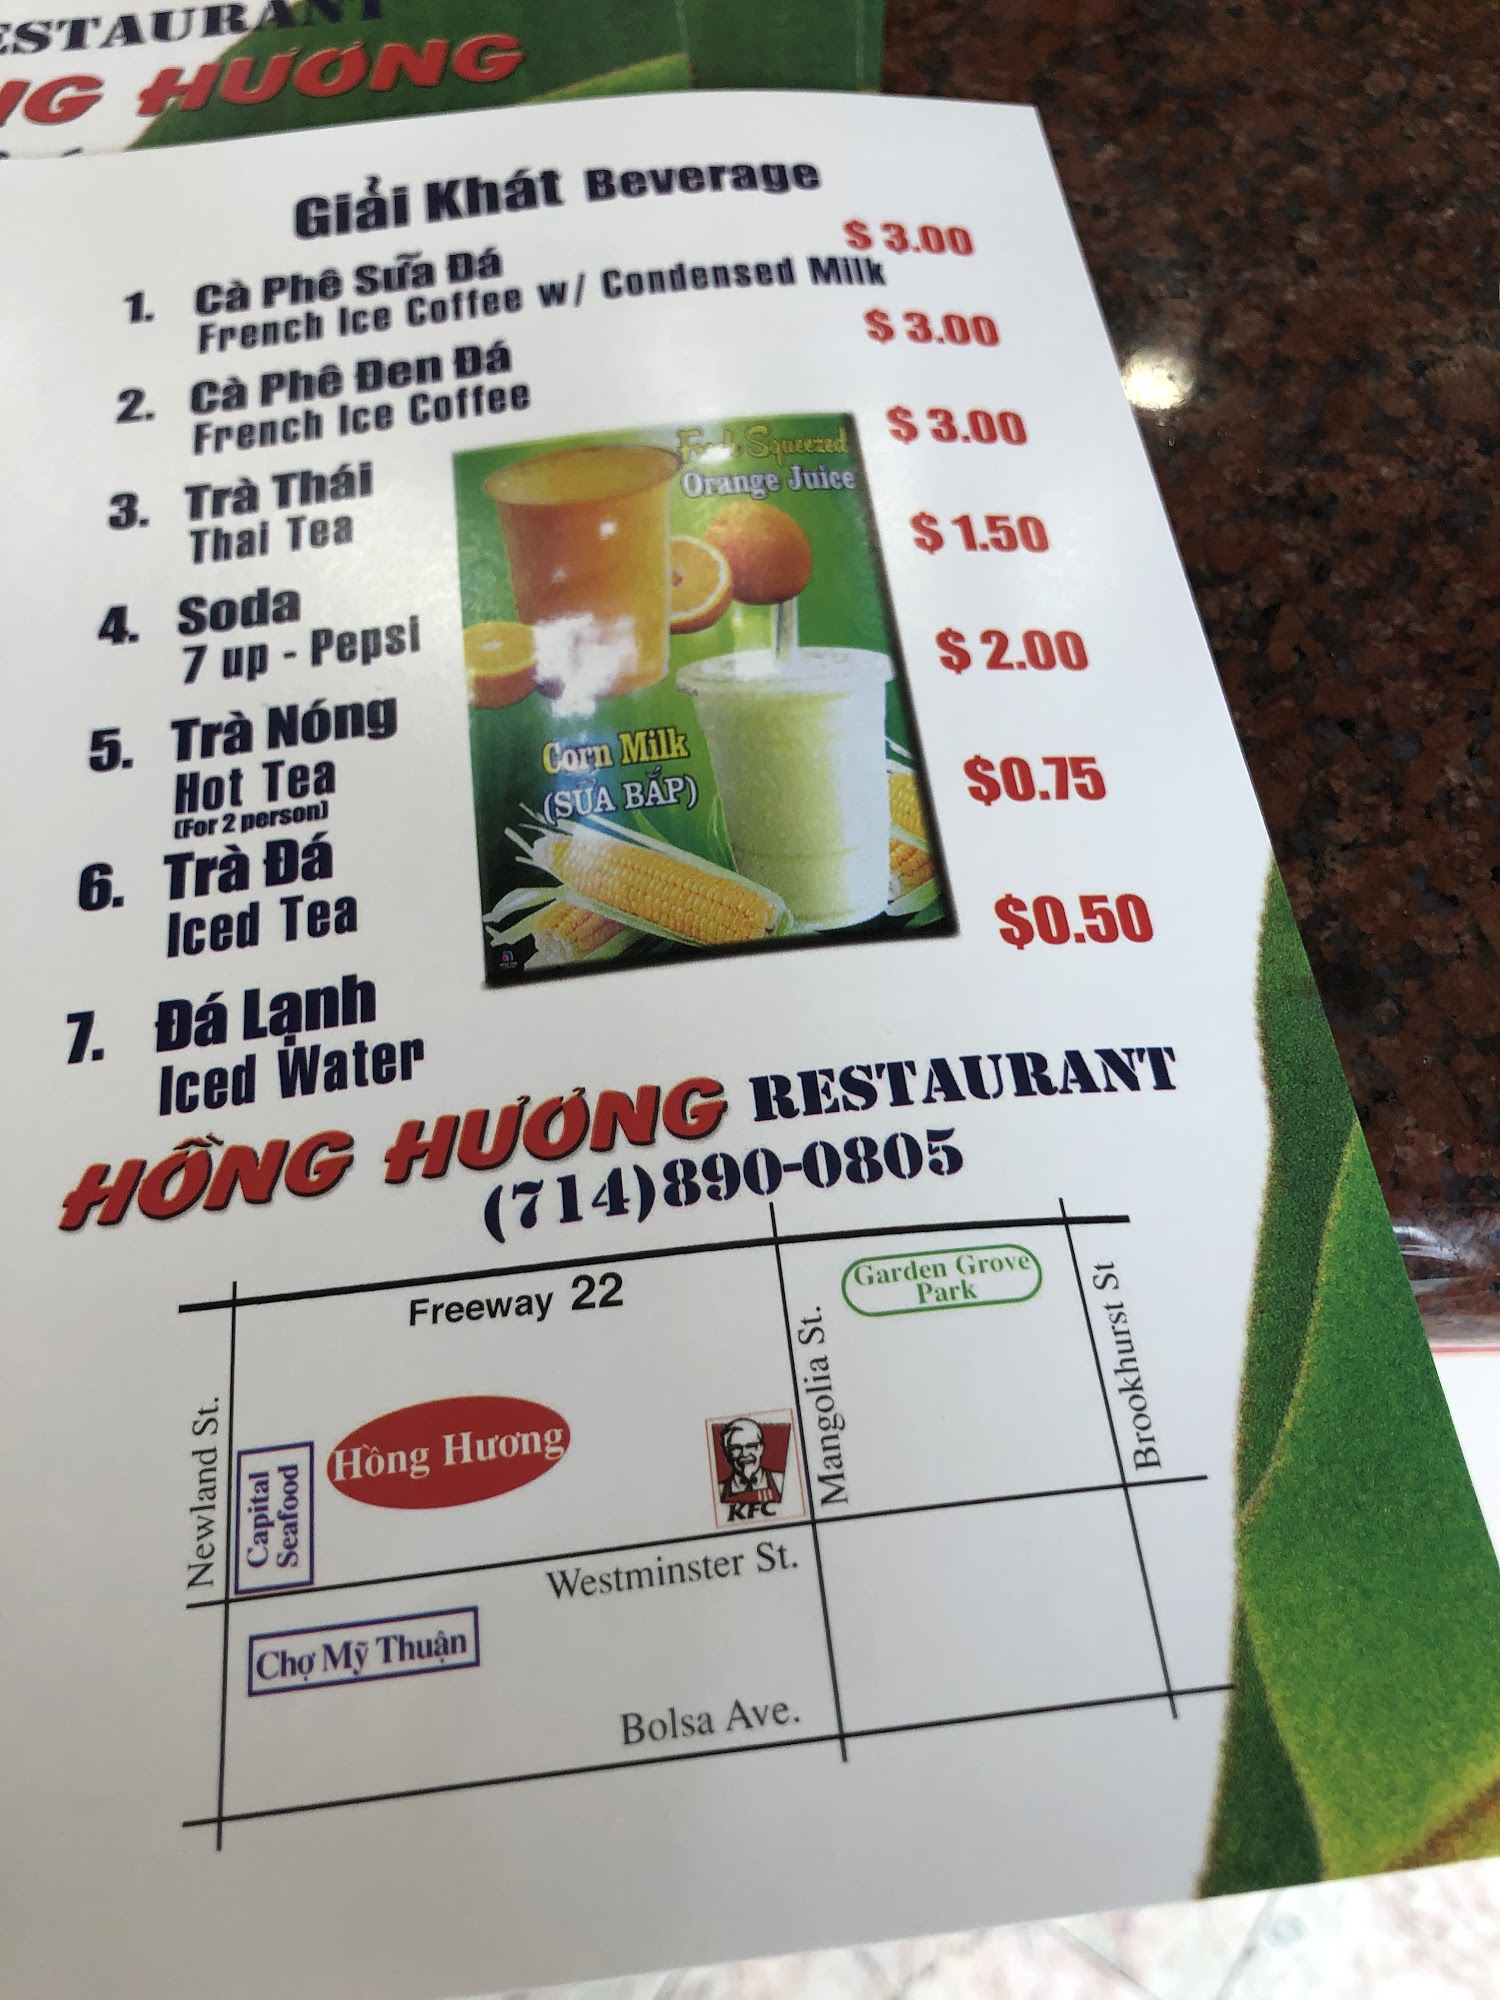 RESTAURANT
HƯƠNG
Giải Khát Beverage
1. Cà Phê Sữa Đá $ 3.00
French Ice Coffee w/ Condensed Milk
2. Cà Phê Đen Đá $ 3.00
French Ice Coffee
3. Trà Thái $ 3.00
Thai Tea
4. Soda $ 1.50
7 up - Pepsi
5. Trà Nóng $ 2.00
Hot Tea
(For 2 person)
6. Trà Đá $0.75
Iced Tea
7. Đá Lạnh $0.50
Iced Water
Squeezed
Orange Juice
Corn Milk
(SỮA BẮP)
HỒNG HƯƠNG RESTAURANT
(714)890-0805
Freeway 22
Garden Grove
Park
Newland St.
Mangolia St.
Brookhurst St
Capital
Seafood
Hồng Hương
KFC
Westminster St.
Chợ Mỹ Thuận
Bolsa Ave.